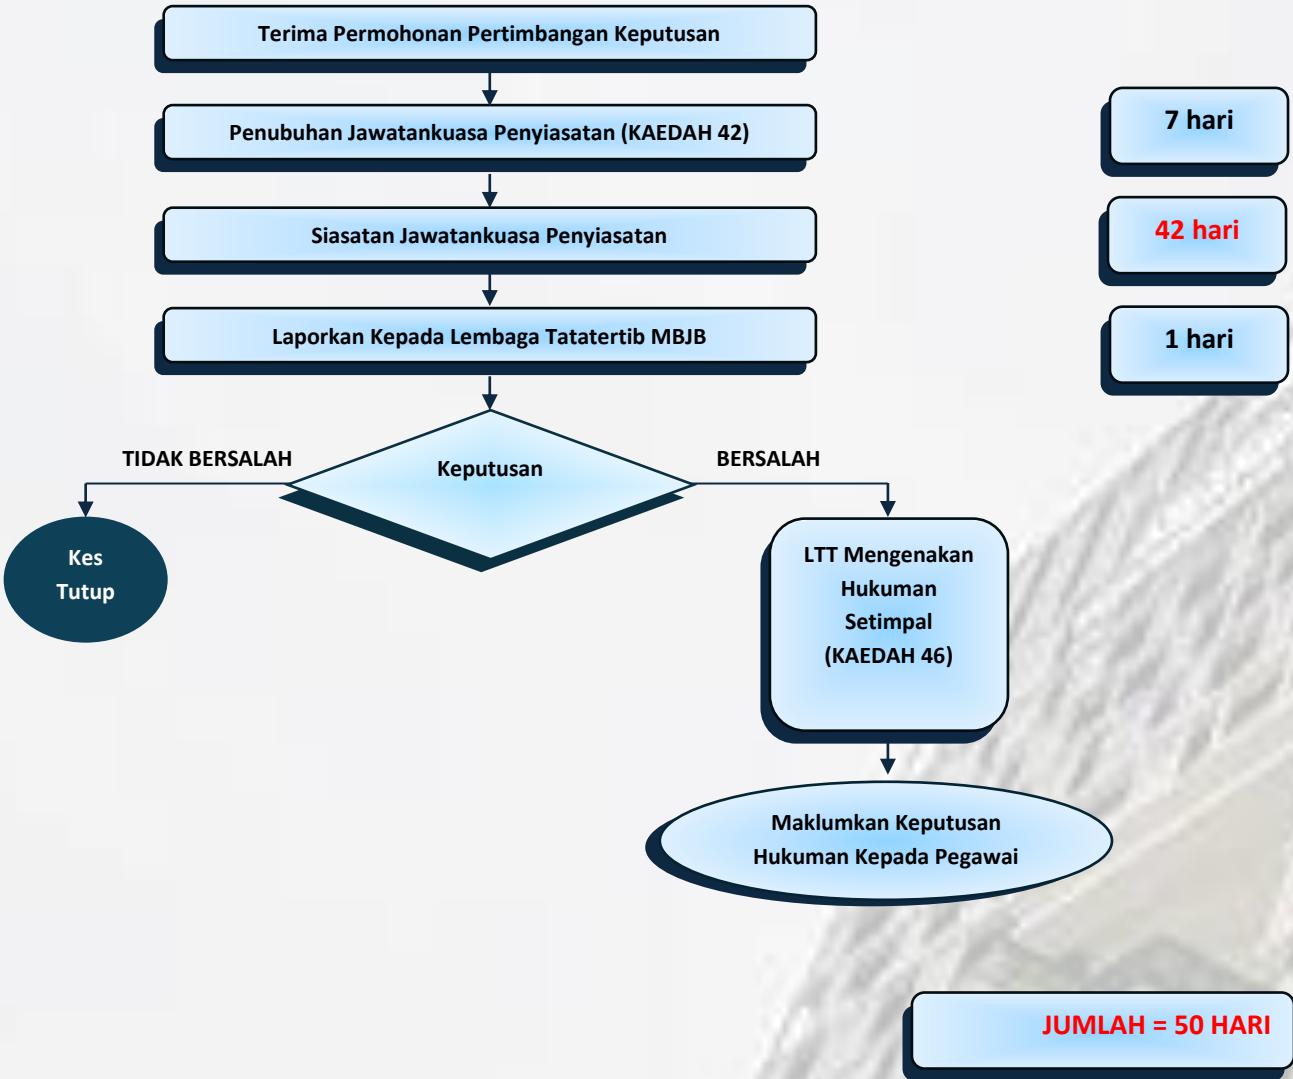 Terima Permohonan Pertimbangan Keputusan
Penubuhan Jawatankuasa Penyiasatan (KAEDAH 42)
7 hari
Siasatan Jawatankuasa Penyiasatan
42 hari
Laporkan Kepada Lembaga Tatatertib MBJB
1 hari
TIDAK BERSALAH
Keputusan
BERSALAH
Kes
Tutup
LTT Mengenakan
Hukuman
Setimpal
(KAEDAH 46)
Maklumkan Keputusan
Hukuman Kepada Pegawai
JUMLAH = 50 HARI